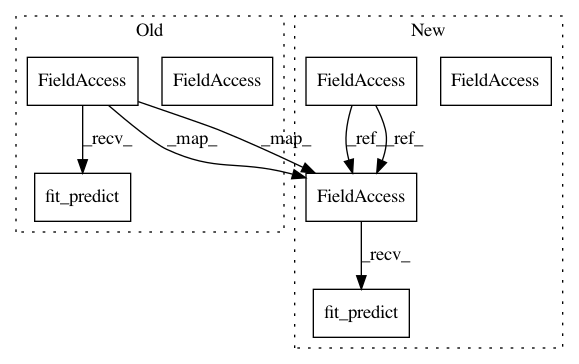 Old
New
FieldAccess
FieldAccess
FieldAccess
FieldAccess
_recv_
_map_
_map_
_ref_
_ref_
fit_predict
FieldAccess
_recv_
fit_predict